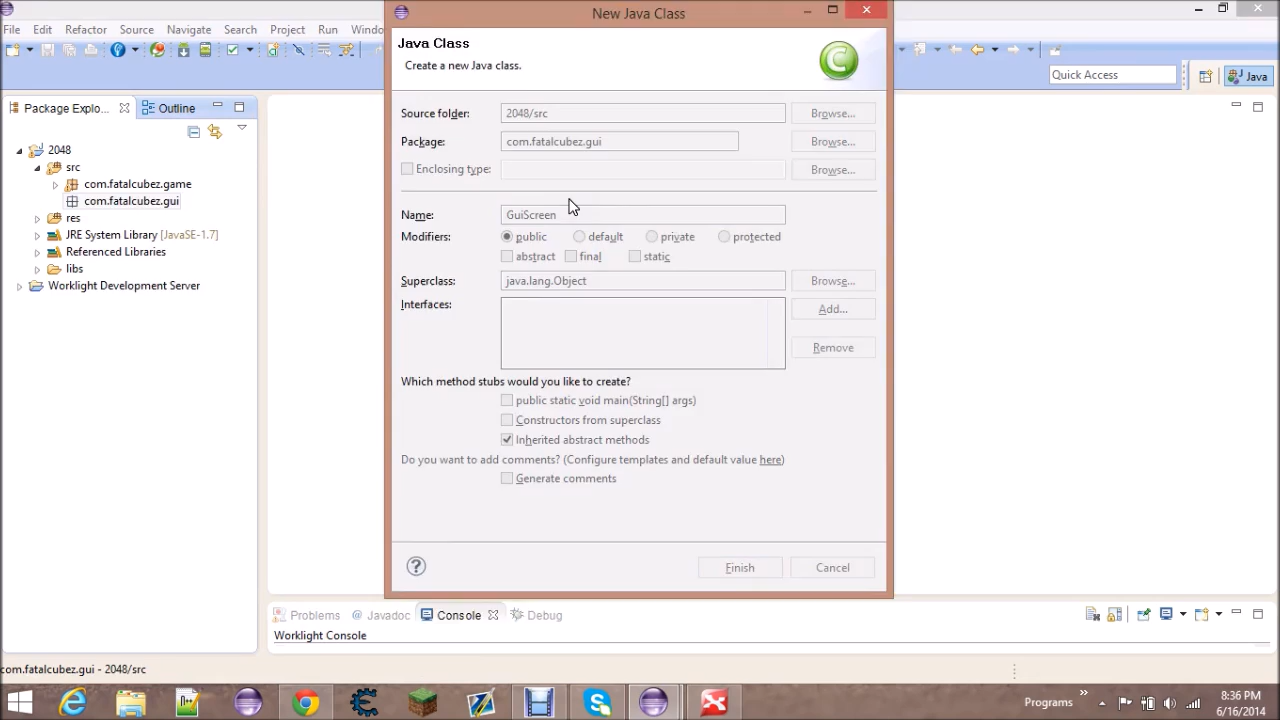 New Java Class
File Edit Refactor Source Navigate Search Project Run Windo
Java Class
Create a new Java class.
Quick Access
Java
Package Explo...
Outline
Source folder: 2048/src Browse...
Package: com.fatalcubez.gui Browse...
Enclosing type: Browse...
2048
src
com.fatalcubez.game
com.fatalcubez.gui
res
JRE System Library [JavaSE-1.7]
Referenced Libraries
libs
Worklight Development Server
Name: GuiScreen
Modifiers: public default private protected
abstract final static
Superclass: java.lang.Object Browse...
Interfaces: Add...
Remove
Which method stubs would you like to create?
public static void main(String[] args)
Constructors from superclass
Inherited abstract methods
Do you want to add comments? (Configure templates and default value here)
Generate comments
Finish Cancel
Problems Javadoc Console Debug
Worklight Console
com.fatalcubez.gui - 2048/src
Programs
8:36 PM
6/16/2014